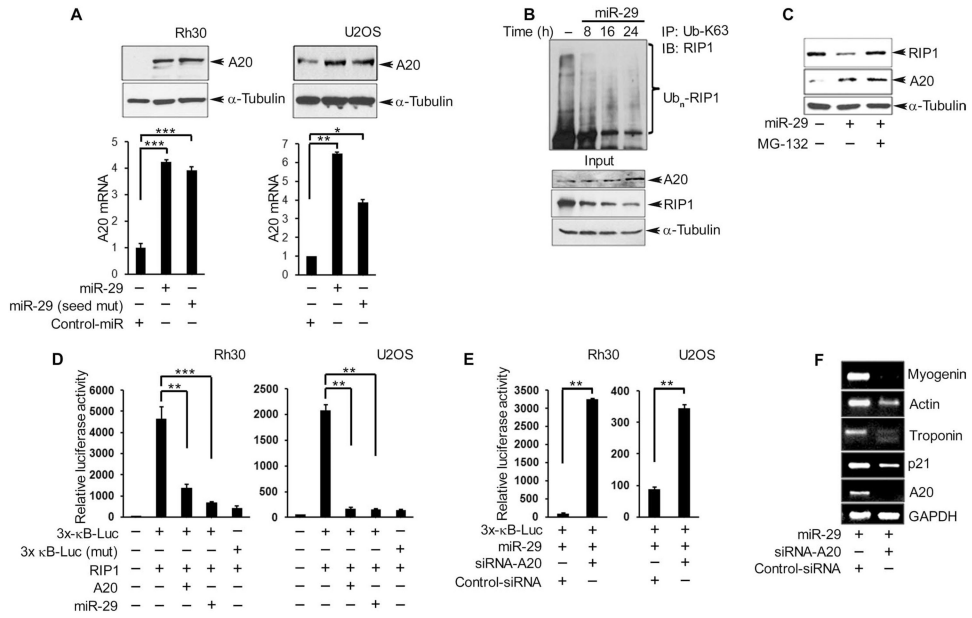 A
Rh30
U2OS
A20
α-Tubulin
A20
α-Tubulin
A20 mRNA
5
4
3
2
1
0
***
***
7
6
5
4
3
2
1
0
*
**
miR-29 – + – – + –
miR-29 (seed mut) – – + – – +
Control-miR + – – + – –
B
miR-29
Time (h) – 8 16 24
IP: Ub-K63
IB: RIP1
Ubn-RIP1
Input
A20
RIP1
α-Tubulin
C
RIP1
A20
α-Tubulin
miR-29 – + +
MG-132 – – +
D
Rh30
U2OS
Relative luciferase activity
6000
5000
4000
3000
2000
1000
0
***
**
2500
2000
1500
1000
500
0
**
**
3x-κB-Luc – + + + – – + + + –
3x κB-Luc (mut) – – – – + – – – – +
RIP1 – + + + + – + + + +
A20 – – + – – – – + – –
miR-29 – – – + – – – – + –
E
Rh30
U2OS
Relative luciferase activity
3500
3000
2500
2000
1500
1000
500
0
**
400
300
200
100
0
**
3x-κB-Luc + + + +
miR-29 + + + +
siRNA-A20 – + – +
Control-siRNA + – + –
F
Myogenin
Actin
Troponin
p21
A20
GAPDH
miR-29 + +
siRNA-A20 – +
Control-siRNA + –